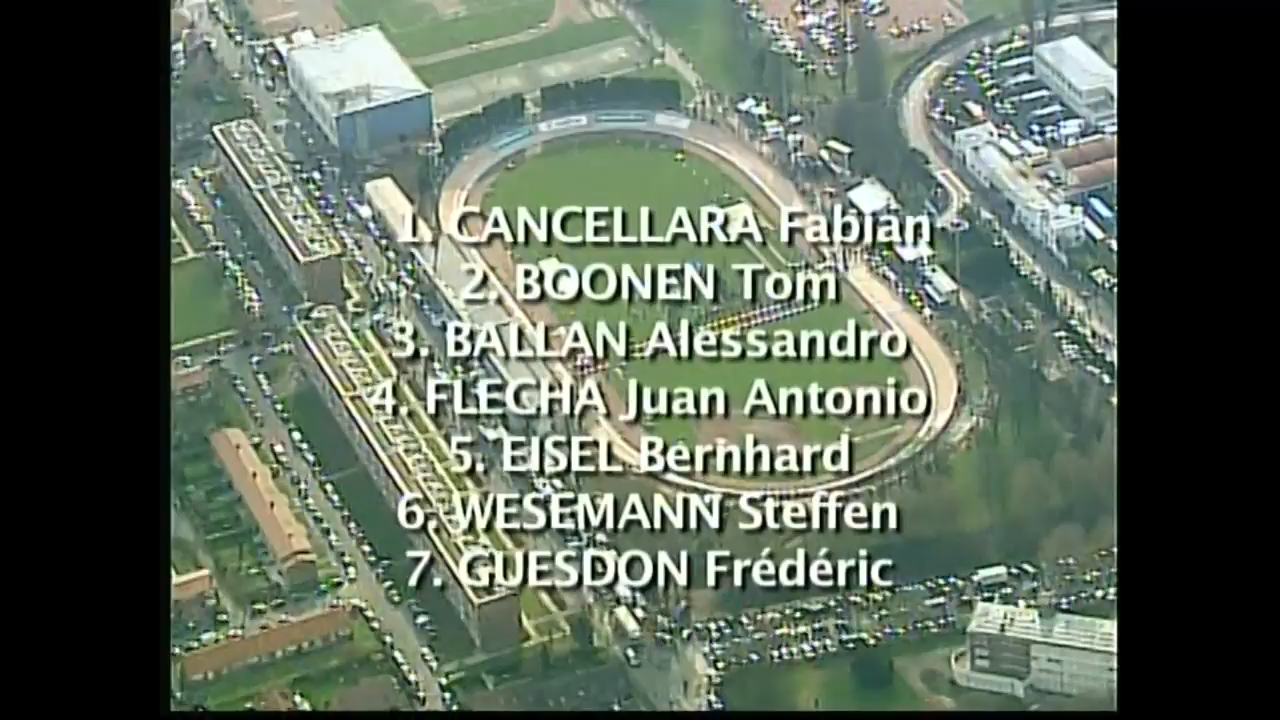 1. CANCELLARA Fabian
2. BOONEN Tom
3. BALLAN Alessandro
4. FLECHA Juan Antonio
5. EISEL Bernhard
6. WESEMANN Steffen
7. GUESDON Frédéric